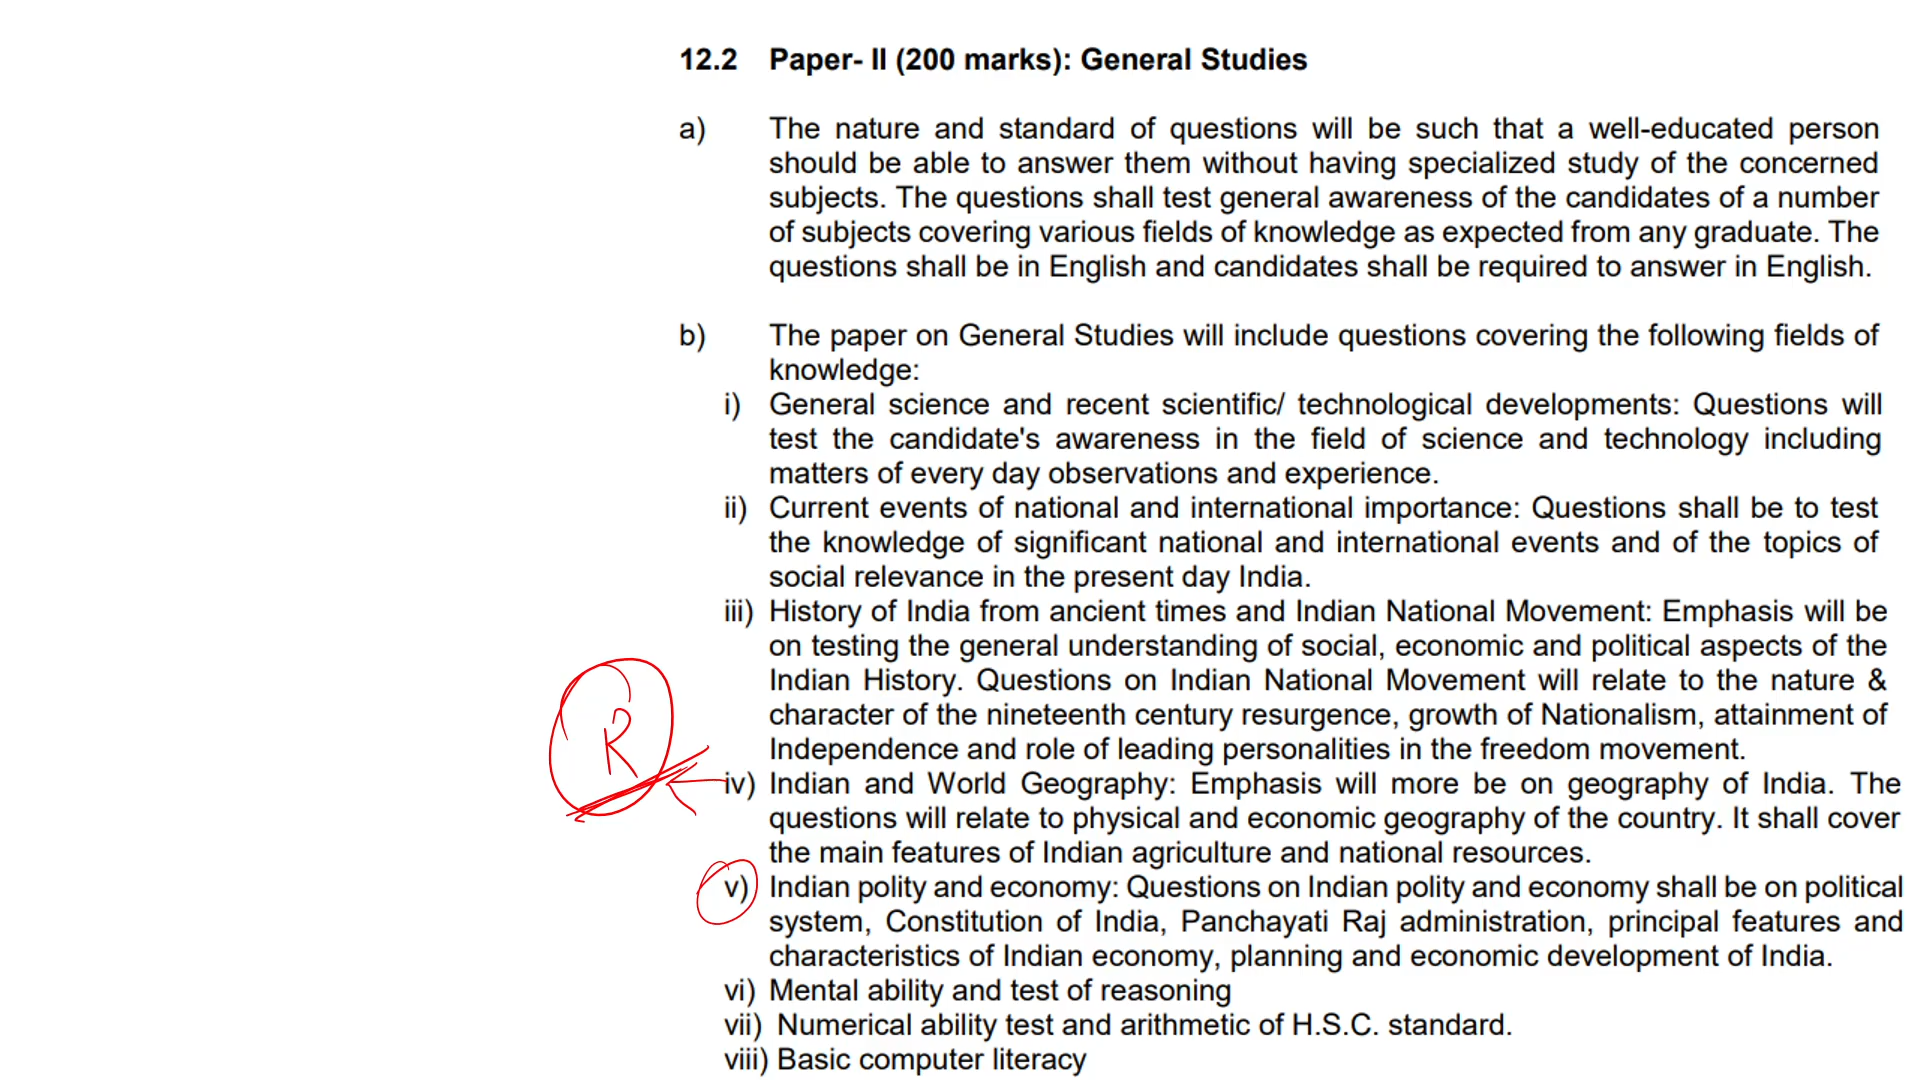 12.2 Paper- II (200 marks): General Studies
a) The nature and standard of questions will be such that a well-educated person
should be able to answer them without having specialized study of the concerned
subjects. The questions shall test general awareness of the candidates of a number
of subjects covering various fields of knowledge as expected from any graduate. The
questions shall be in English and candidates shall be required to answer in English.
b) The paper on General Studies will include questions covering the following fields of
knowledge:
i) General science and recent scientific/ technological developments: Questions will
test the candidate's awareness in the field of science and technology including
matters of every day observations and experience.
ii) Current events of national and international importance: Questions shall be to test
the knowledge of significant national and international events and of the topics of
social relevance in the present day India.
iii) History of India from ancient times and Indian National Movement: Emphasis will be
on testing the general understanding of social, economic and political aspects of the
Indian History. Questions on Indian National Movement will relate to the nature &
character of the nineteenth century resurgence, growth of Nationalism, attainment of
R
Independence and role of leading personalities in the freedom movement.
iv) Indian and World Geography: Emphasis will more be on geography of India. The
questions will relate to physical and economic geography of the country. It shall cover
the main features of Indian agriculture and national resources.
v) Indian polity and economy: Questions on Indian polity and economy shall be on political
system, Constitution of India, Panchayati Raj administration, principal features and
characteristics of Indian economy, planning and economic development of India.
vi) Mental ability and test of reasoning
vii) Numerical ability test and arithmetic of H.S.C. standard.
viii) Basic computer literacy